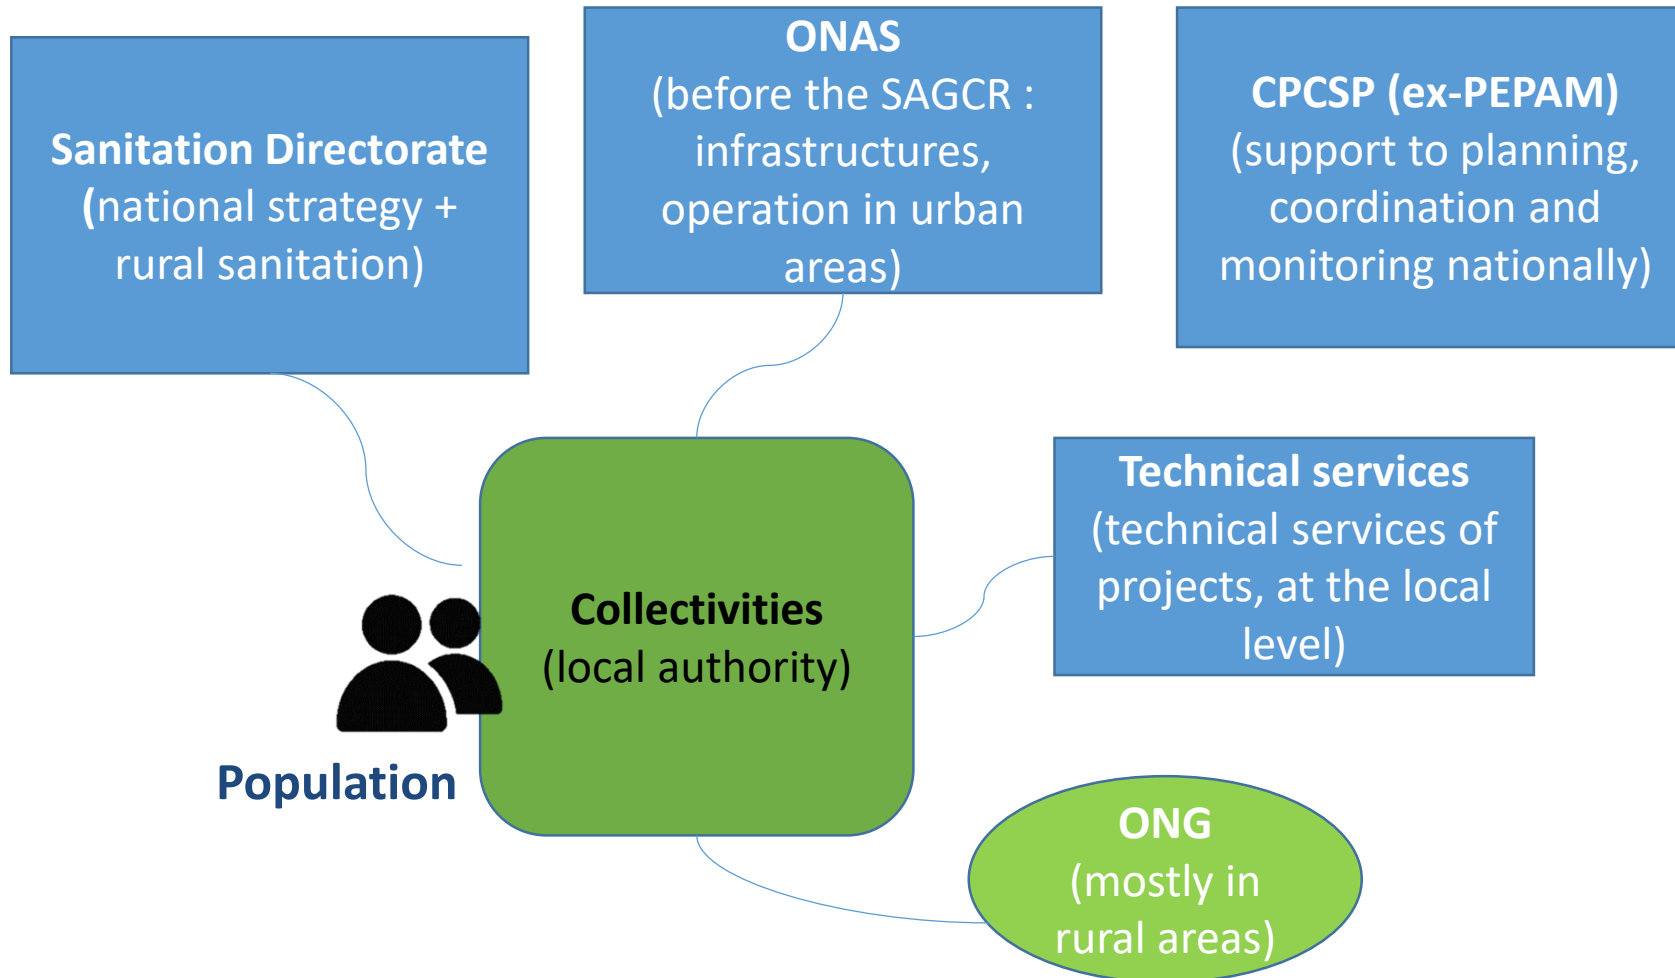 Sanitation Directorate
(national strategy +
rural sanitation)
ONAS
(before the SAGCR :
infrastructures,
operation in urban
areas)
CPCSP (ex-PEPAM)
(support to planning,
coordination and
monitoring nationally)
Collectivities
(local authority)
Technical services
(technical services of
projects, at the local
level)
Population
ONG
(mostly in
rural areas)